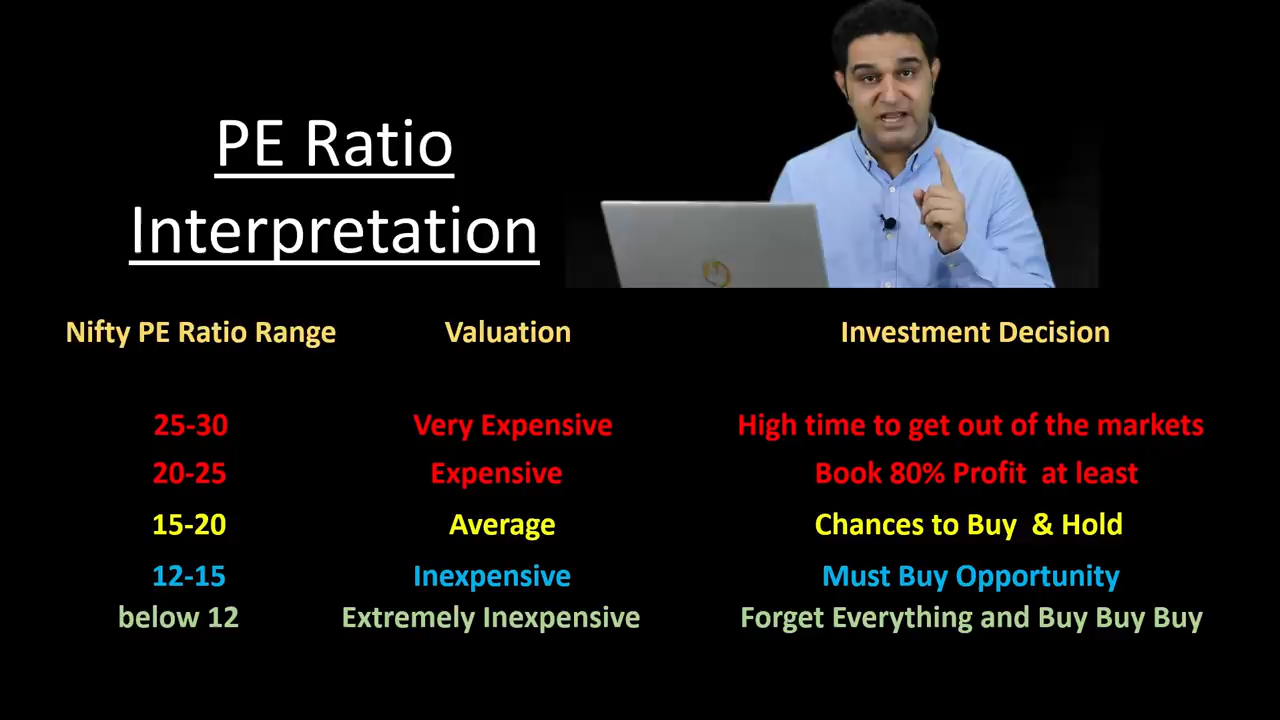 PE Ratio
Interpretation
Nifty PE Ratio Range Valuation Investment Decision
25-30 Very Expensive High time to get out of the markets
20-25 Expensive Book 80% Profit at least
15-20 Average Chances to Buy & Hold
12-15 Inexpensive Must Buy Opportunity
below 12 Extremely Inexpensive Forget Everything and Buy Buy Buy